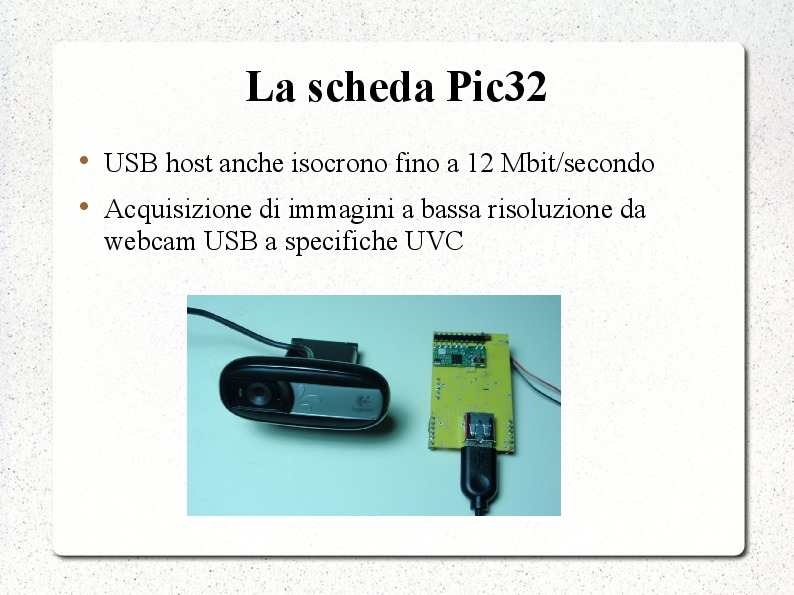 La scheda Pic32
USB host anche isocrono fino a 12 Mbit/secondo
Acquisizione di immagini a bassa risoluzione da
webcam USB a specifiche UVC